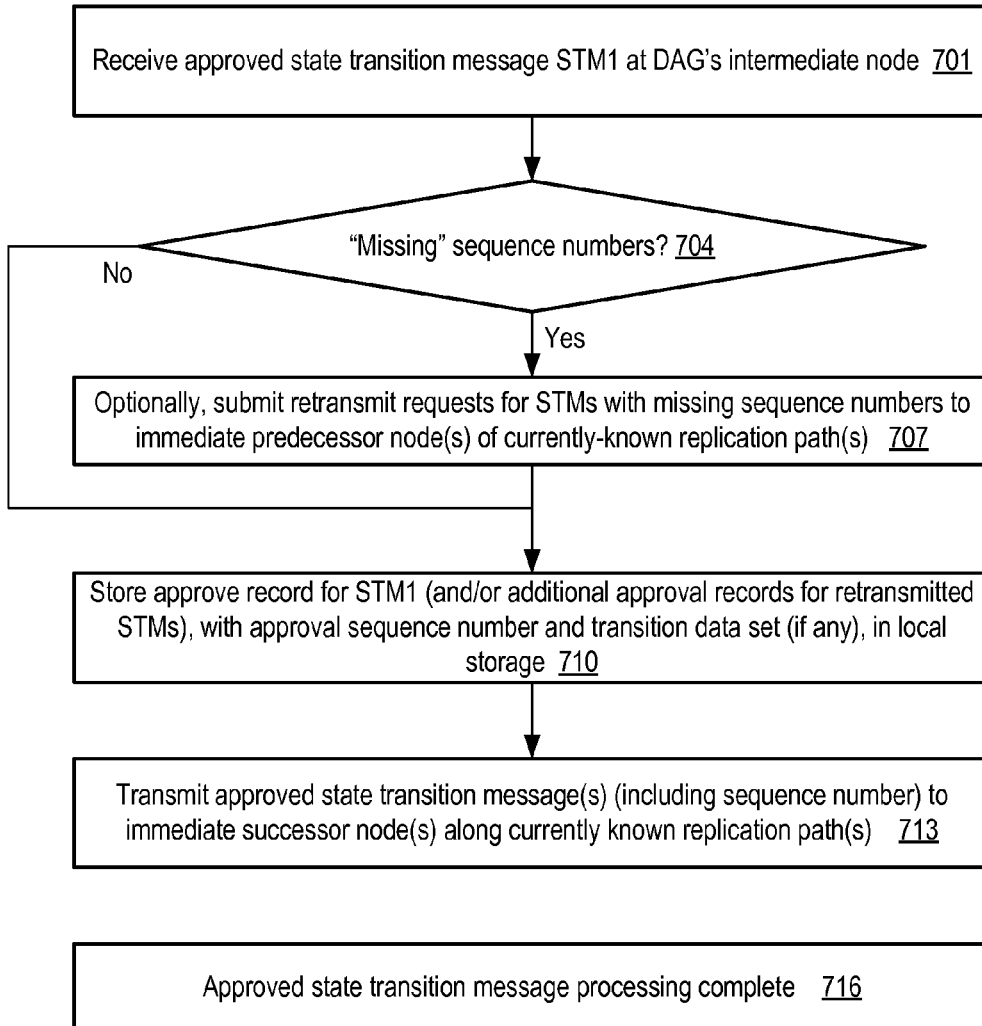 Receive approved state transition message STM1 at DAG's intermediate node 701
“Missing” sequence numbers? 704
No
Yes
Optionally, submit retransmit requests for STMs with missing sequence numbers to
immediate predecessor node(s) of currently-known replication path(s) 707
Store approve record for STM1 (and/or additional approval records for retransmitted
STMs), with approval sequence number and transition data set (if any), in local
storage 710
Transmit approved state transition message(s) (including sequence number) to
immediate successor node(s) along currently known replication path(s) 713
Approved state transition message processing complete 716